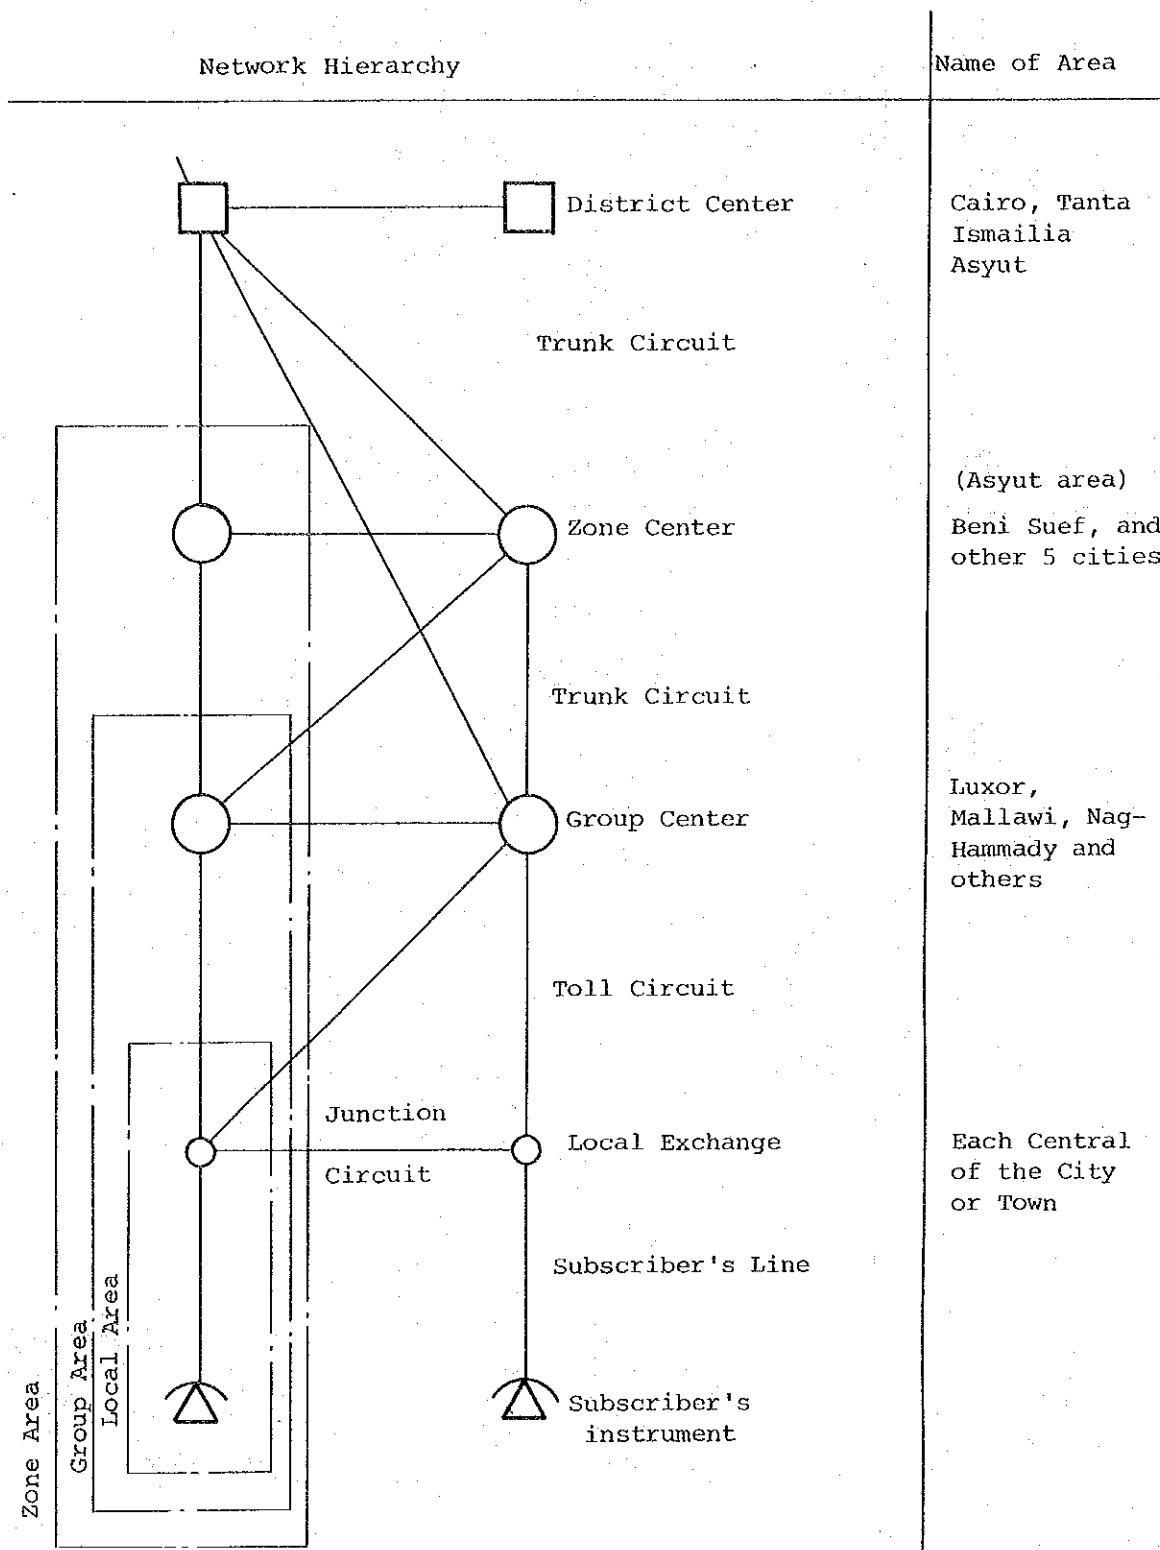 Network Hierarchy
Name of Area
District Center
Cairo, Tanta
Ismailia
Asyut
Trunk Circuit
(Asyut area)
Zone Center
Beni Suef, and
other 5 cities
Trunk Circuit
Group Center
Luxor,
Mallawi, Nag-
Hammady and
others
Toll Circuit
Junction
Circuit
Local Exchange
Each Central
of the City
or Town
Subscriber's Line
Subscriber's
instrument
Zone Area
Group Area
Local Area